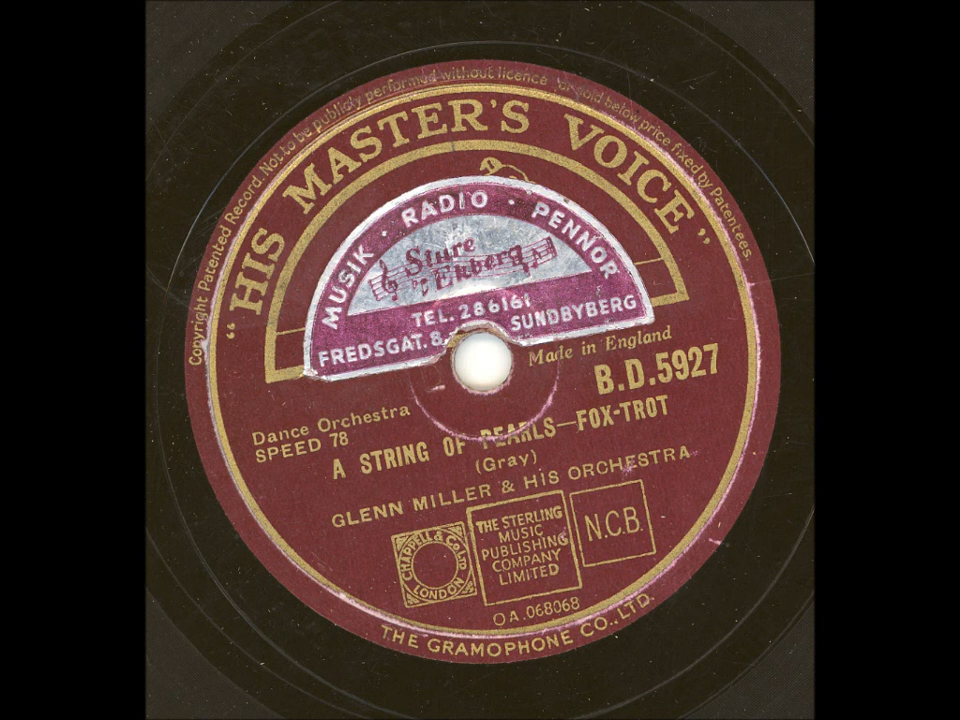 Copyright Patented Record. Not to be publicly performed without licence or sold below price fixed by Patentees.
"HIS MASTER'S VOICE"
MUSIK · RADIO · PENNOR
Sture
Ekberg
TEL. 286161
FREDSGAT. 8. SUNDBYBERG
Made in England
B.D.5927
Dance Orchestra
SPEED 78
A STRING OF PEARLS—FOX-TROT
(Gray)
GLENN MILLER & HIS ORCHESTRA
CHAPPELL & Co LTD
LONDON
THE STERLING
MUSIC
PUBLISHING
COMPANY
LIMITED
N.C.B.
OA.068068
THE GRAMOPHONE CO., LTD.